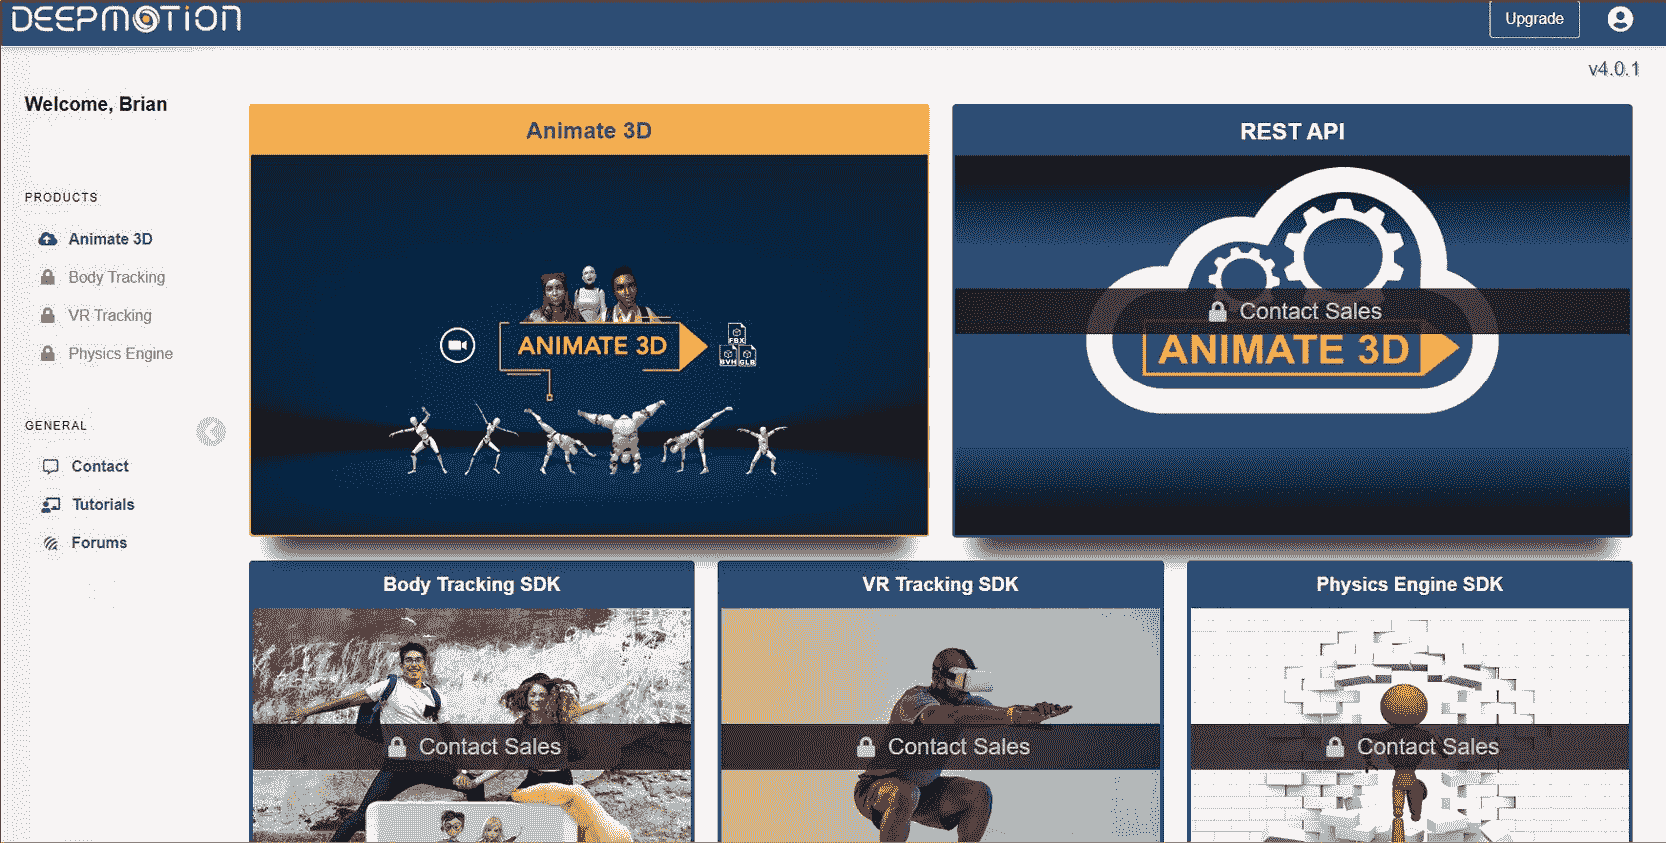 DEEPMOTION
Upgrade
v4.0.1
Welcome, Brian
PRODUCTS
Animate 3D
Body Tracking
VR Tracking
Physics Engine
GENERAL
Contact
Tutorials
Forums
Animate 3D
ANIMATE 3D
FBX
BVH GLB
REST API
Contact Sales
ANIMATE 3D
Body Tracking SDK
Contact Sales
VR Tracking SDK
Contact Sales
Physics Engine SDK
Contact Sales